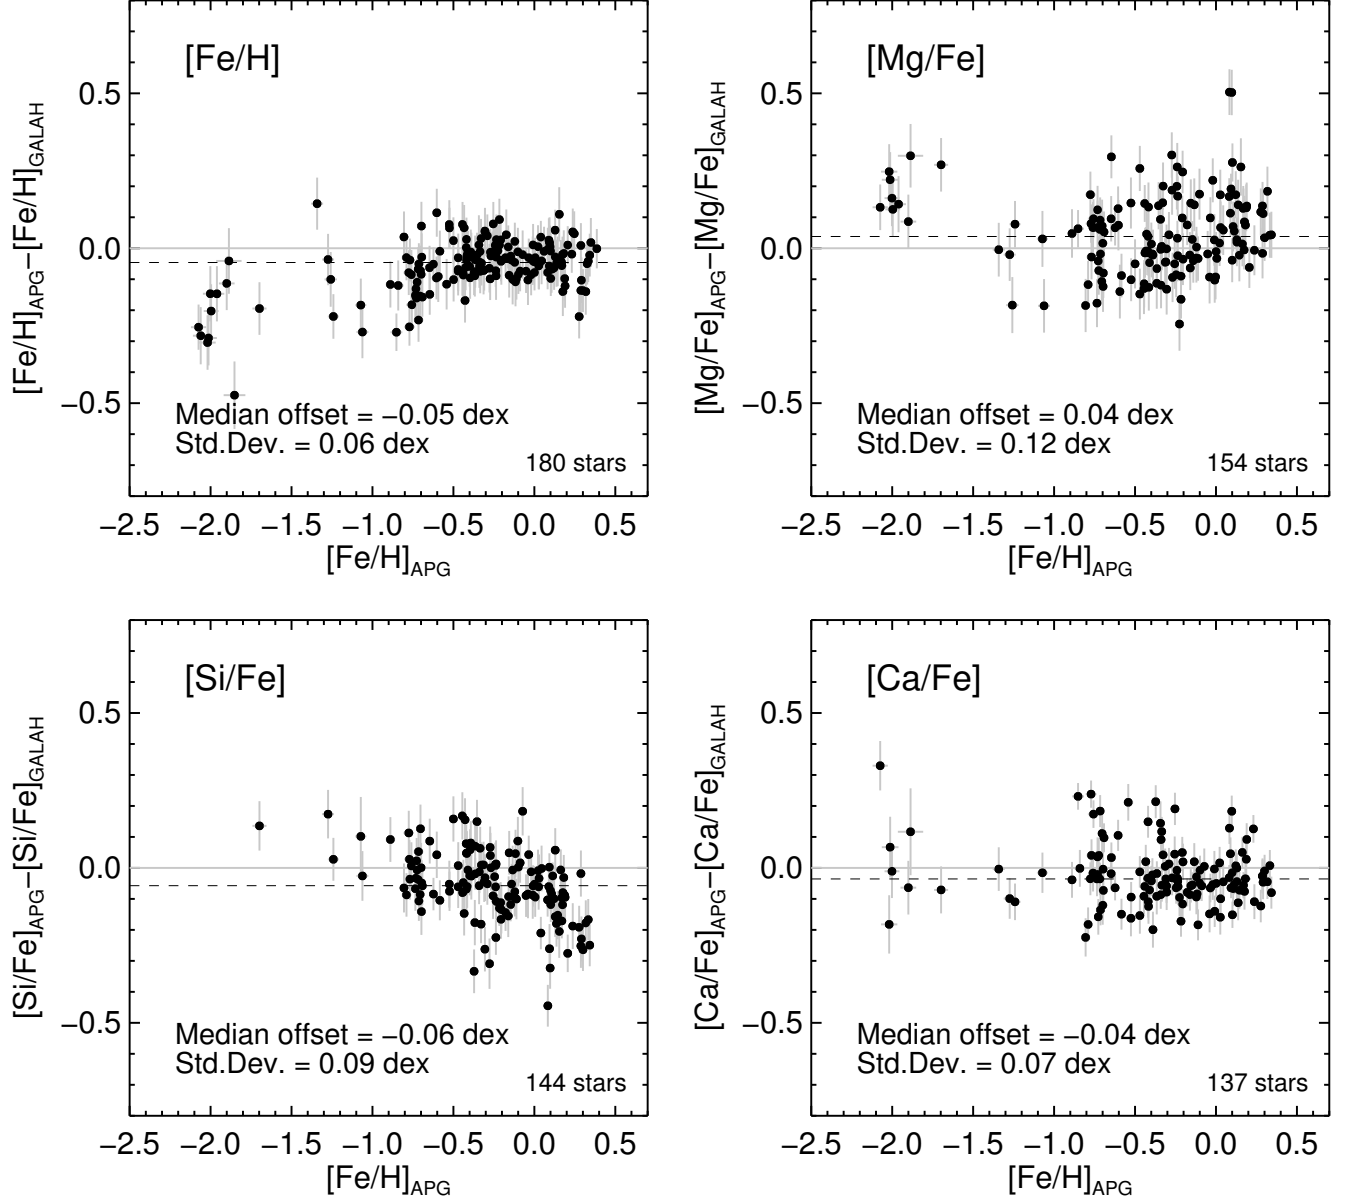 [Fe/H]
[Fe/H]APG−[Fe/H]GALAH
0.5
0.0
−0.5
Median offset = −0.05 dex
Std.Dev. = 0.06 dex
180 stars
−2.5 −2.0 −1.5 −1.0 −0.5 0.0 0.5
[Fe/H]APG
[Mg/Fe]
[Mg/Fe]APG−[Mg/Fe]GALAH
0.5
0.0
−0.5
Median offset = 0.04 dex
Std.Dev. = 0.12 dex
154 stars
−2.5 −2.0 −1.5 −1.0 −0.5 0.0 0.5
[Fe/H]APG
[Si/Fe]
[Si/Fe]APG−[Si/Fe]GALAH
0.5
0.0
−0.5
Median offset = −0.06 dex
Std.Dev. = 0.09 dex
144 stars
−2.5 −2.0 −1.5 −1.0 −0.5 0.0 0.5
[Fe/H]APG
[Ca/Fe]
[Ca/Fe]APG−[Ca/Fe]GALAH
0.5
0.0
−0.5
Median offset = −0.04 dex
Std.Dev. = 0.07 dex
137 stars
−2.5 −2.0 −1.5 −1.0 −0.5 0.0 0.5
[Fe/H]APG